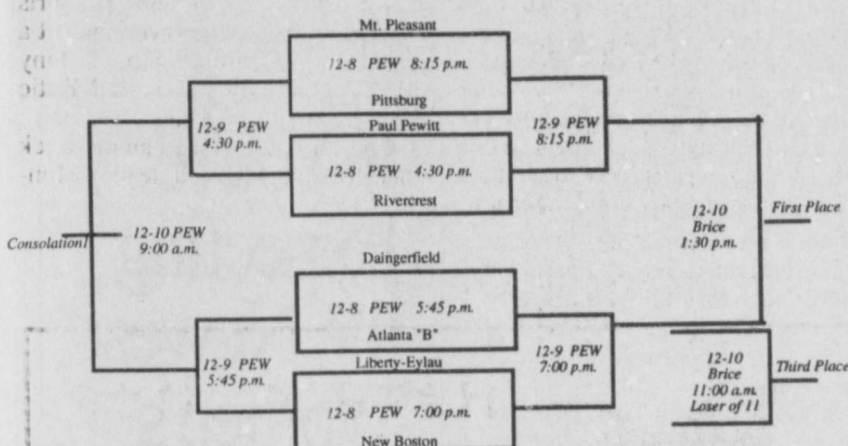 Mt. Pleasant
12-8 PEW 8:15 p.m.
Pittsburg
Paul Pewitt
12-8 PEW 4:30 p.m.
Rivercrest
12-9 PEW
4:30 p.m.
12-9 PEW
8:15 p.m.
Consolation
12-10 PEW
9:00 a.m.
12-10
Brice
1:30 p.m.
First Place
Daingerfield
12-8 PEW 5:45 p.m.
Atlanta "B"
Liberty-Eylau
12-8 PEW 7:00 p.m.
New Boston
12-9 PEW
5:45 p.m.
12-9 PEW
7:00 p.m.
12-10
Brice
11:00 a.m.
Loser of 11
Third Place